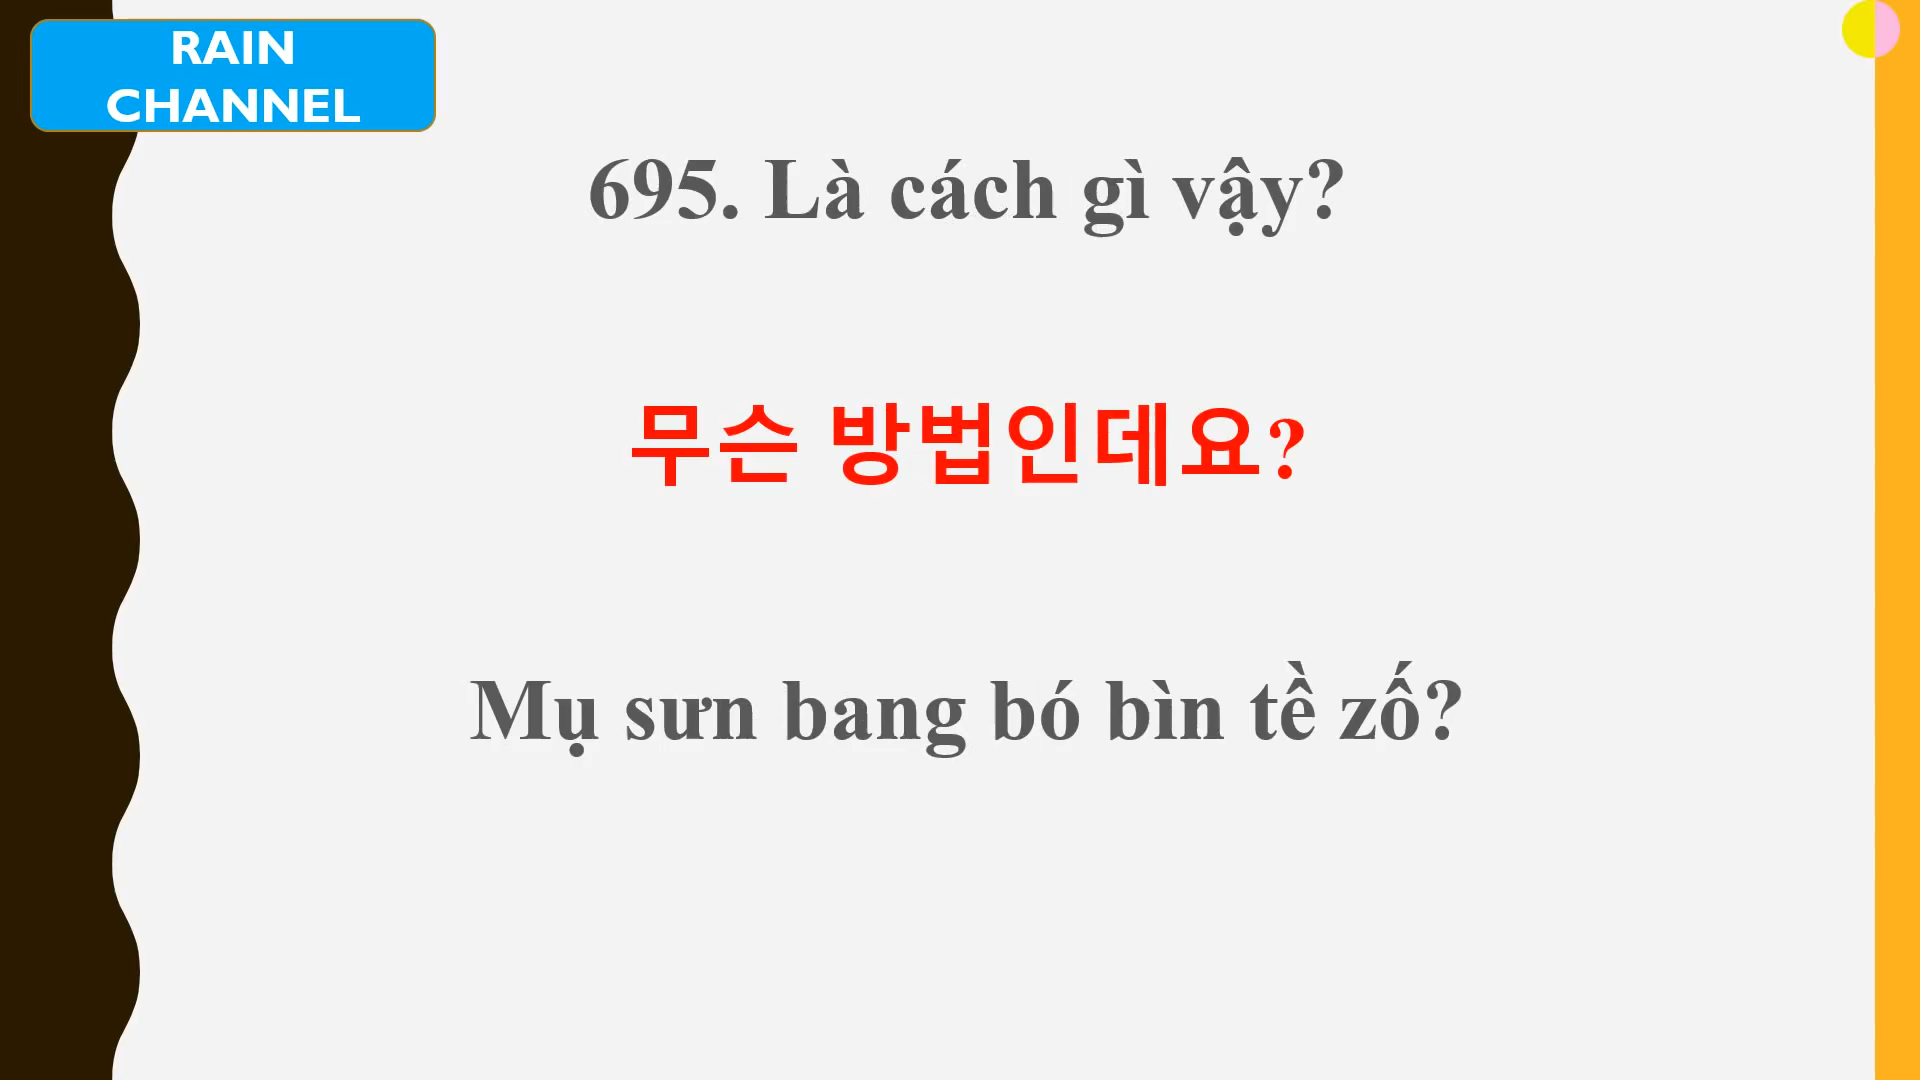 RAIN
CHANNEL
695. Là cách gì vậy?
무슨 방법인데요?
Mụ sưn bang bó bìn tề zố?